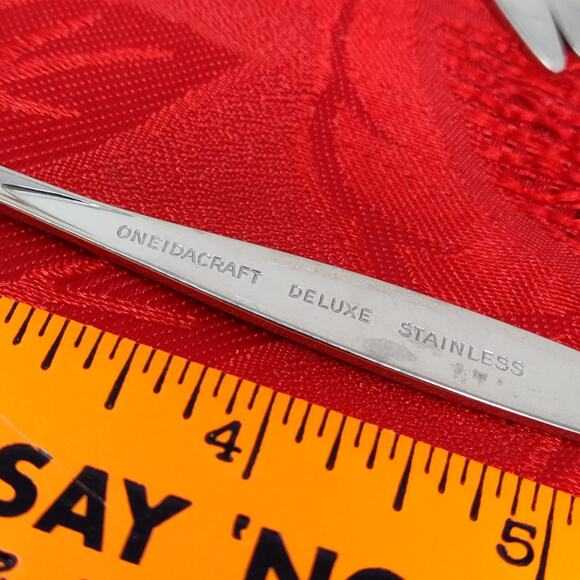 ONEIDACRAFT DELUXE STAINLESS
4
5
SAY 'NO